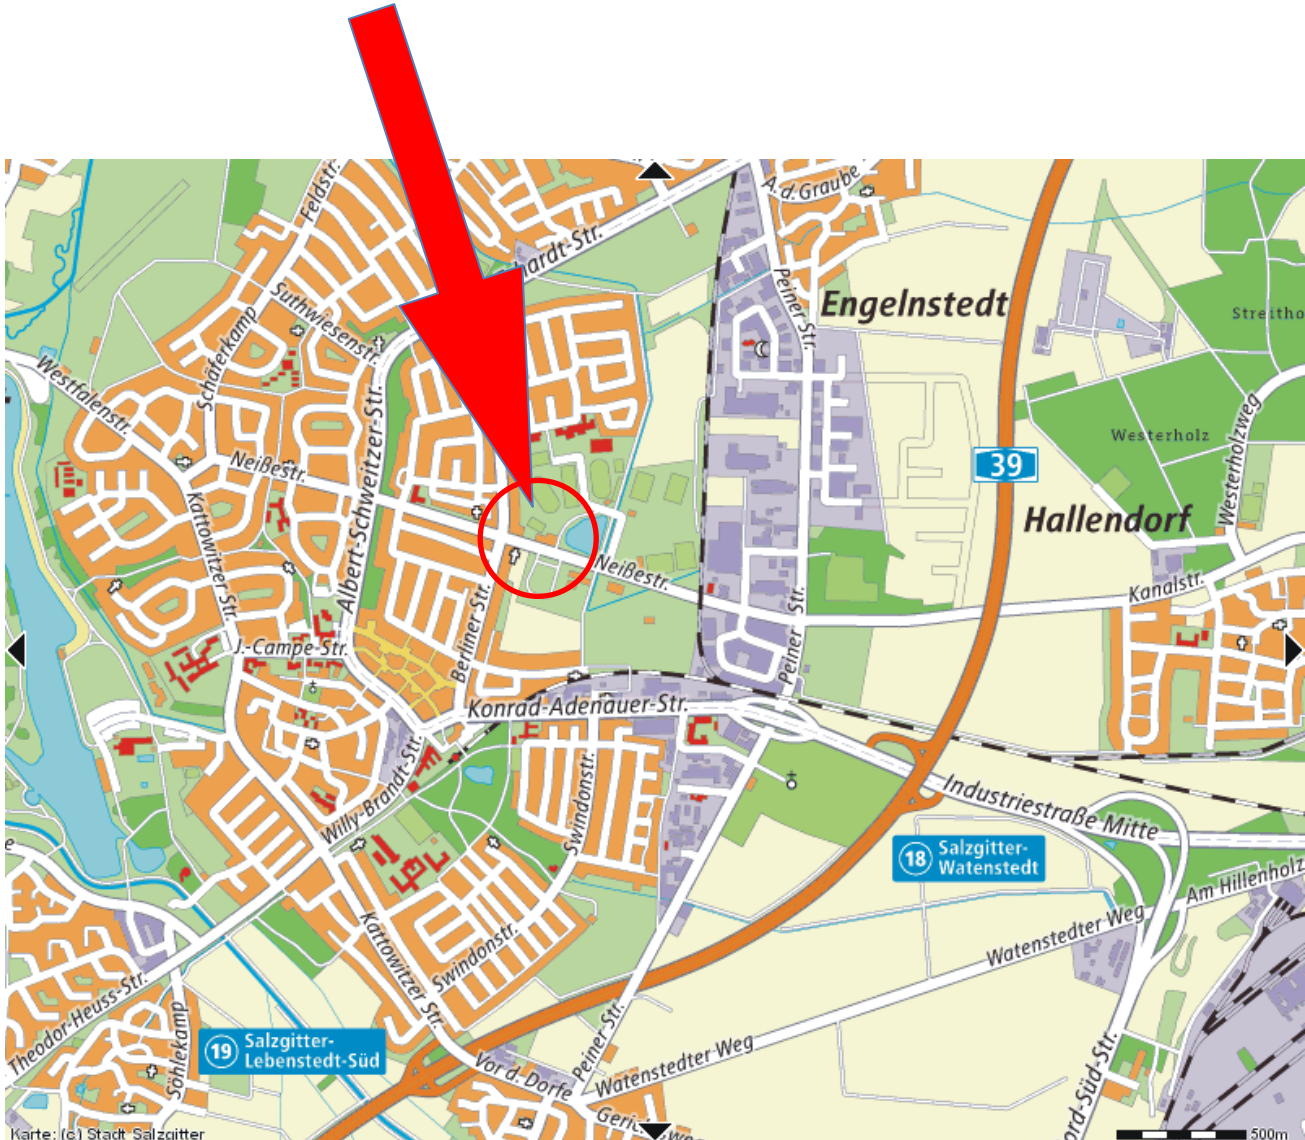 Feldstr.
A.d. Graube
hardt-Str.
Suthwiesenstr.
Schäferkamp
Peiner Str.
Engelnstedt
Westfalenstr.
Albert-Schweitzer-Str.
Neißestr.
Westerholz
Westerholzweg
39
Hallendorf
Kattowitzer Str.
Neißestr.
Kanalstr.
Berliner Str.
Peiner Str.
J.-Campe-Str.
Konrad-Adenauer-Str.
Willy-Brandt-Str.
Swindonstr.
Industriestraße Mitte
18 Salzgitter-
Watenstedt
Am Hillenholz
Kattowitzer Str.
Swindonstr.
Watenstedter Weg
Theodor-Heuss-Str.
Söhlekamp
19 Salzgitter-
Lebenstedt-Süd
Peiner Str.
Vor d. Dorfe
Watenstedter Weg
ord-Süd-Str.
Karte: (c) Stadt Salzgitter
500m